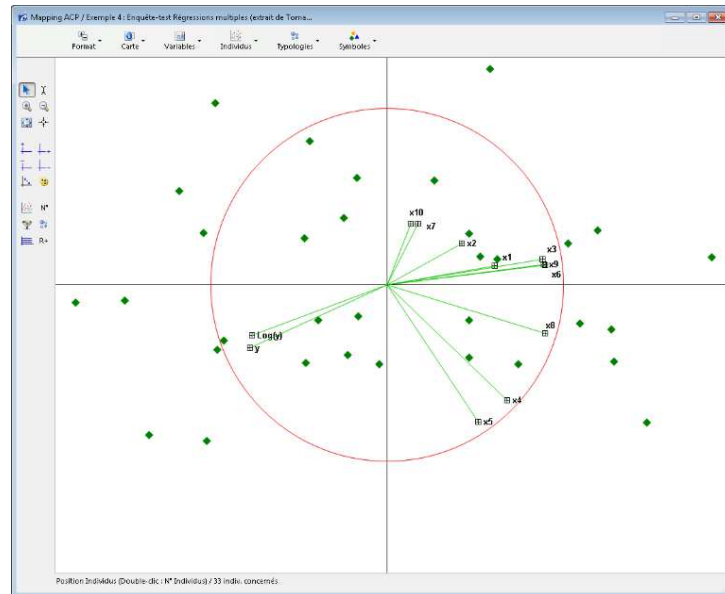 Mapping ACP / Exemple 4 : Enquête-test Régressions multiples (extrait de Toma...
Format Carte Variables Individus Typologies Symboles
N°
R+
x10
x7
x2
x3
x1
x9
x6
x8
Log(y)
y
x4
x5
Position Individus (Double-clic : N° Individus) / 33 indiv. concernés